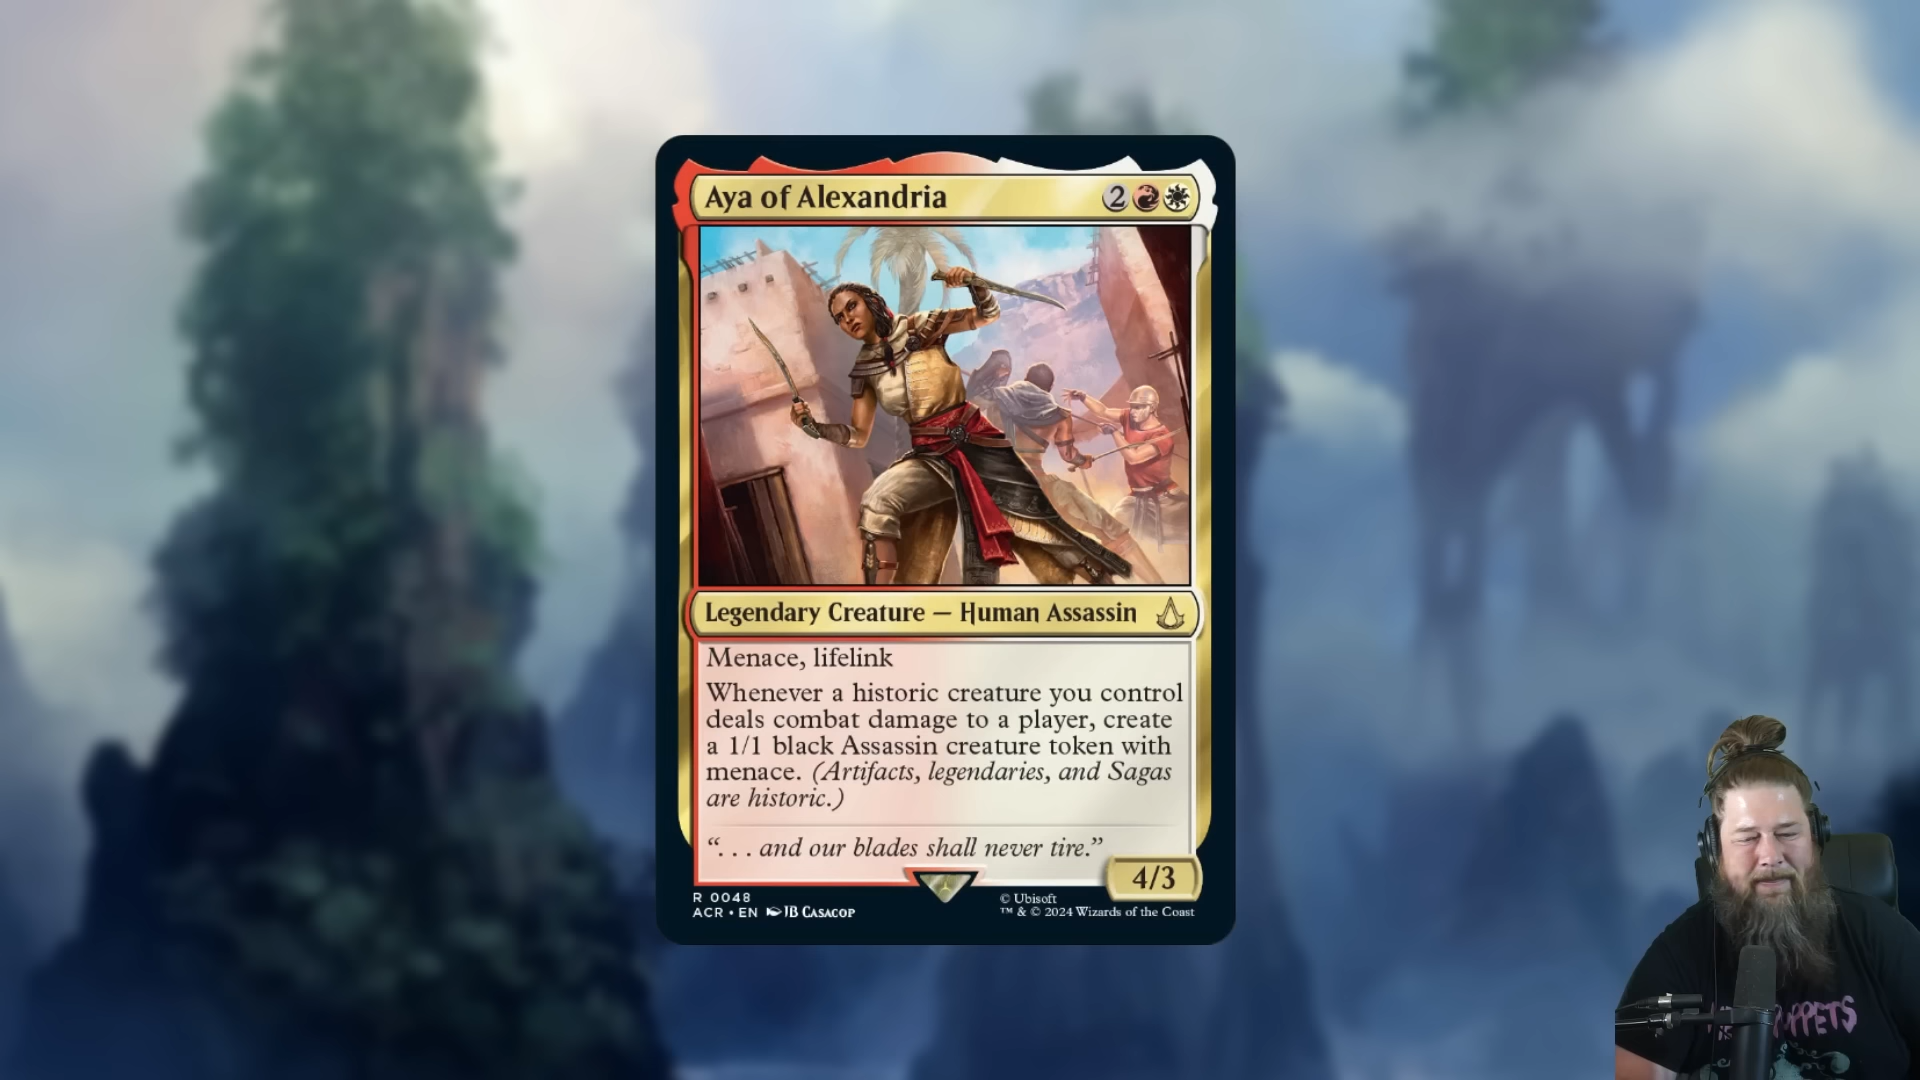 Aya of Alexandria 2
Legendary Creature — Human Assassin
Menace, lifelink
Whenever a historic creature you control
deals combat damage to a player, create
a 1/1 black Assassin creature token with
menace. (Artifacts, legendaries, and Sagas
are historic.)
“. . . and our blades shall never tire.”
4/3
R 0048
ACR • EN JB Casacop
© Ubisoft
™ & © 2024 Wizards of the Coast